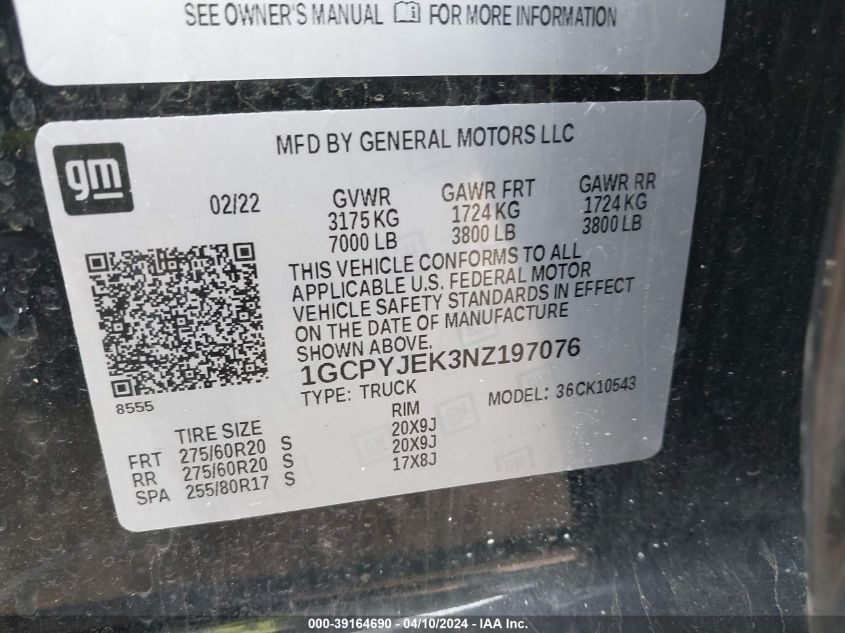 SEE OWNER'S MANUAL FOR MORE INFORMATION
MFD BY GENERAL MOTORS LLC
gm
02/22
GVWR GAWR FRT GAWR RR
3175 KG 1724 KG 1724 KG
7000 LB 3800 LB 3800 LB
THIS VEHICLE CONFORMS TO ALL
APPLICABLE U.S. FEDERAL MOTOR
VEHICLE SAFETY STANDARDS IN EFFECT
ON THE DATE OF MANUFACTURE
SHOWN ABOVE.
1GCPYJEK3NZ197076
TYPE: TRUCK MODEL: 36CK10543
8555
TIRE SIZE RIM
FRT 275/60R20 S 20X9J
RR 275/60R20 S 20X9J
SPA 255/80R17 S 17X8J
000-39164690 - 04/10/2024 - IAA Inc.